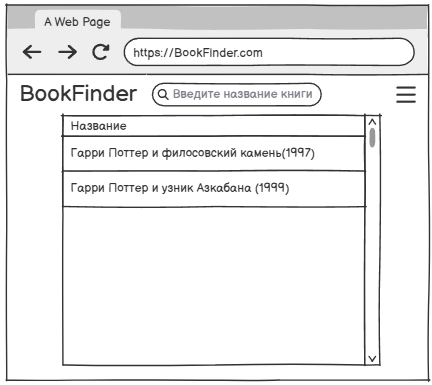 A Web Page
https://BookFinder.com
BookFinder
Введите название книги
Название
Гарри Поттер и филосовский камень(1997)
Гарри Поттер и узник Азкабана (1999)